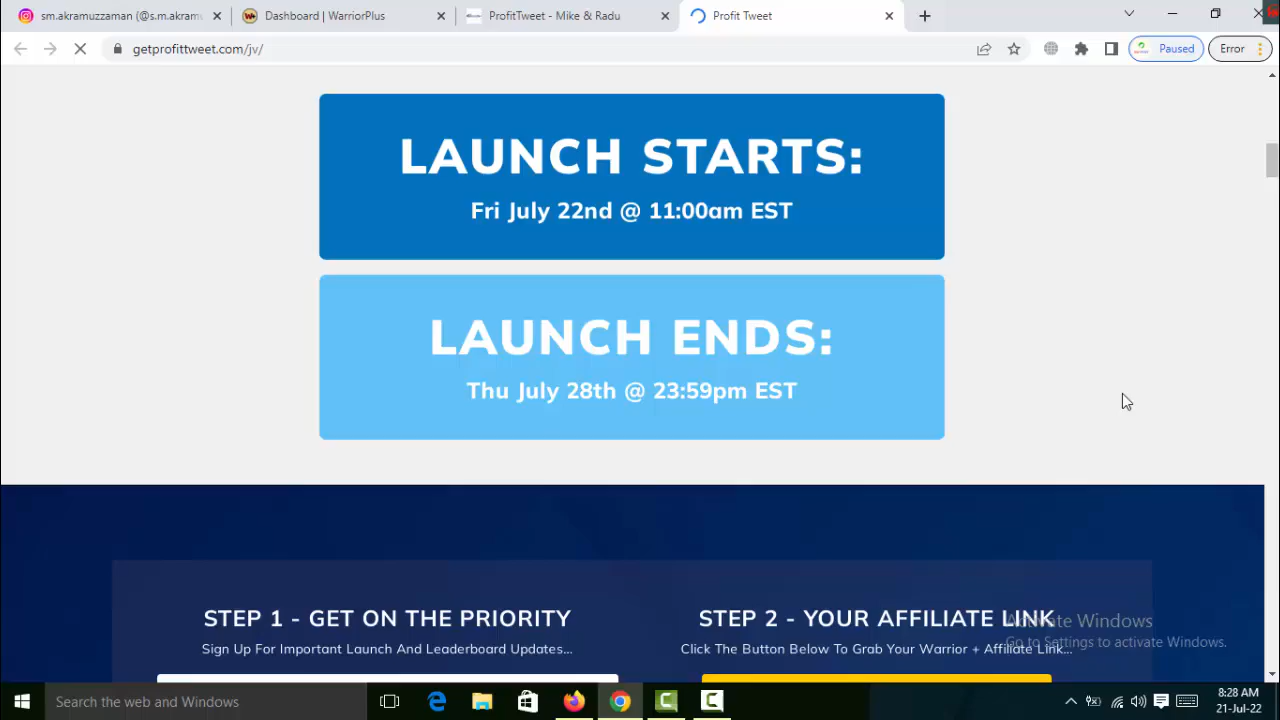 sm.akramuzzaman (@s.m.akramu
Dashboard | WarriorPlus
ProfitTweet - Mike & Radu
Profit Tweet
getprofittweet.com/jv/
Paused
Error
LAUNCH STARTS:
Fri July 22nd @ 11:00am EST
LAUNCH ENDS:
Thu July 28th @ 23:59pm EST
STEP 1 - GET ON THE PRIORITY
Sign Up For Important Launch And Leaderboard Updates...
STEP 2 - YOUR AFFILIATE LINK
Click The Button Below To Grab Your Warrior + Affiliate Link...
Activate Windows
Go to Settings to activate Windows.
Search the web and Windows
8:28 AM
21-Jul-22